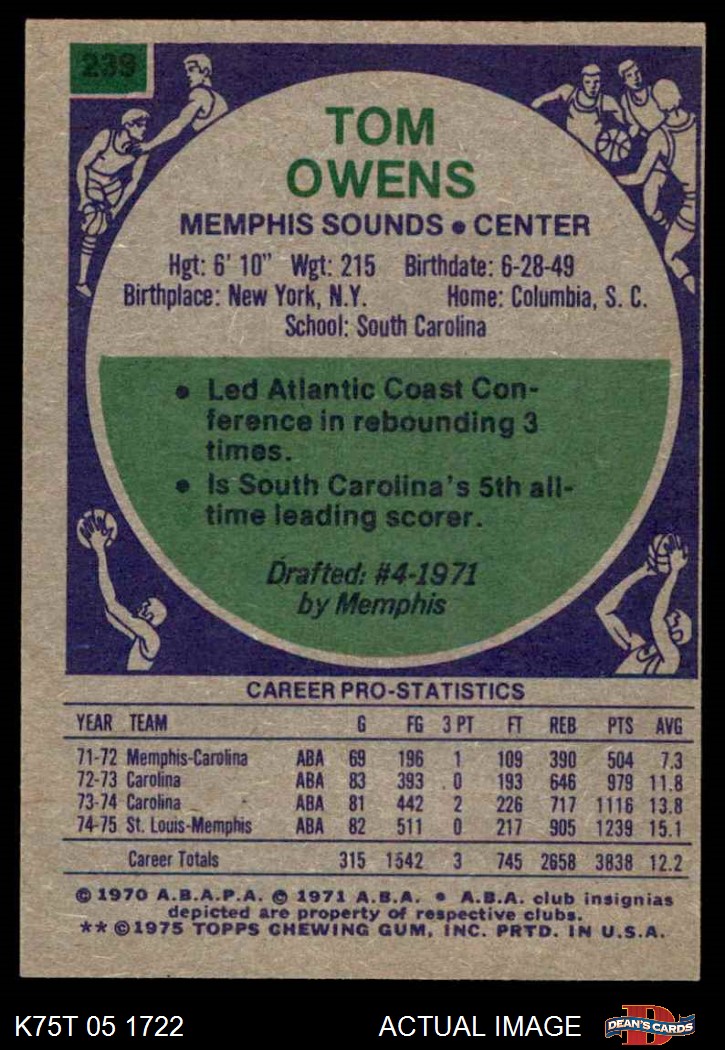 239
TOM
OWENS
MEMPHIS SOUNDS • CENTER
Hgt: 6' 10" Wgt: 215 Birthdate: 6-28-49
Birthplace: New York, N.Y. Home: Columbia, S. C.
School: South Carolina
• Led Atlantic Coast Con-
ference in rebounding 3
times.
• Is South Carolina's 5th all-
time leading scorer.
Drafted: #4-1971
by Memphis
CAREER PRO-STATISTICS
YEAR TEAM G FG 3 PT FT REB PTS AVG
71-72 Memphis-Carolina ABA 69 196 1 109 390 504 7.3
72-73 Carolina ABA 83 393 0 193 646 979 11.8
73-74 Carolina ABA 81 442 2 226 717 1116 13.8
74-75 St. Louis-Memphis ABA 82 511 0 217 905 1239 15.1
Career Totals 315 1542 3 745 2658 3838 12.2
© 1970 A.B.A.P.A. © 1971 A.B.A. • A.B.A. club insignias
depicted are property of respective clubs.
** ©1975 TOPPS CHEWING GUM, INC. PRTD. IN U.S.A.
K75T 05 1722 ACTUAL IMAGE D DEAN'S CARDS